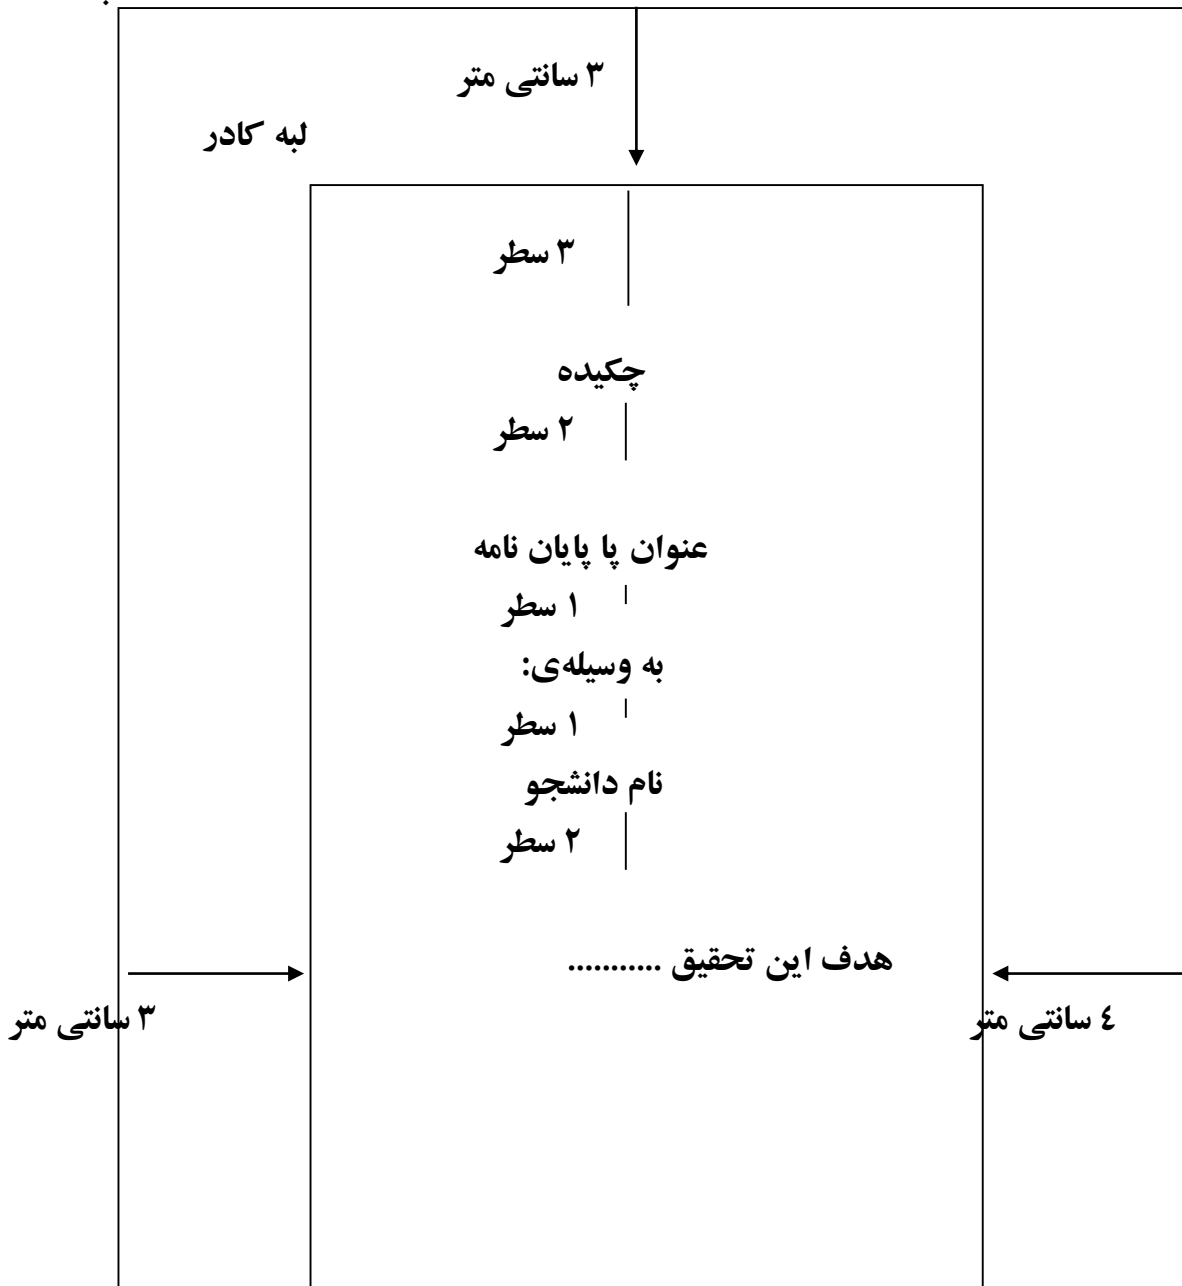 ۳ سانتی متر
لبه کادر
۳ سطر
چکیده
۲ سطر
عنوان پا پایان نامه
۱ سطر
به وسیله‌ی:
۱ سطر
نام دانشجو
۲ سطر
هدف این تحقیق ...........
٤ سانتی متر
۳ سانتی متر